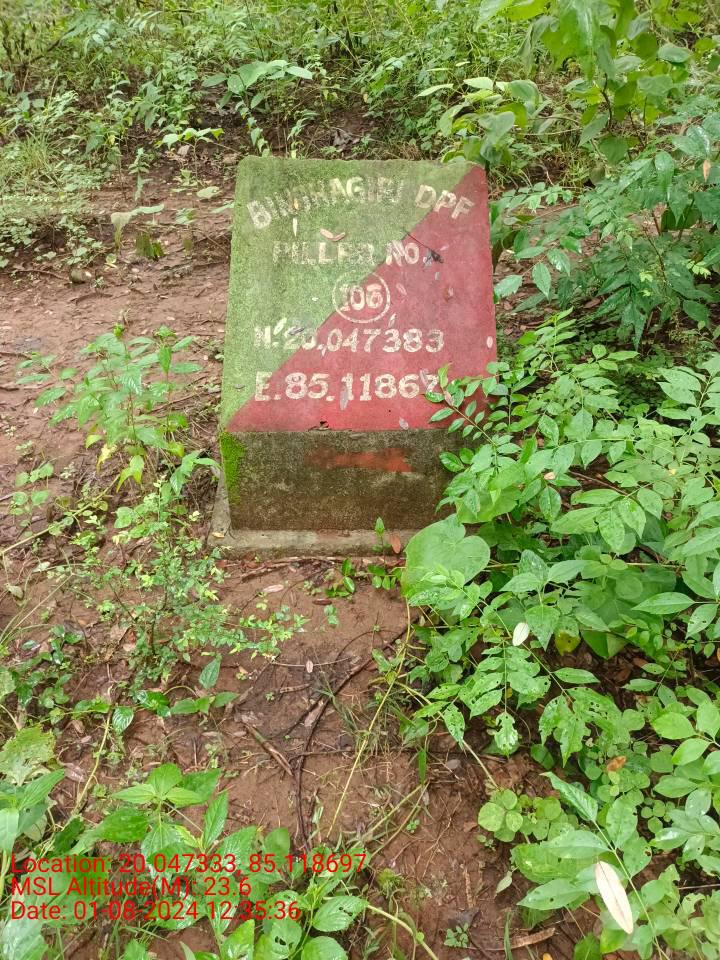 BINDHAGIRI DPF
PILLER NO.
106
N.20.047383
E.85.11867
Location: 20.047333, 85.118697
MSL Altitude(M): 23.6
Date: 01-08-2024 12:35:36